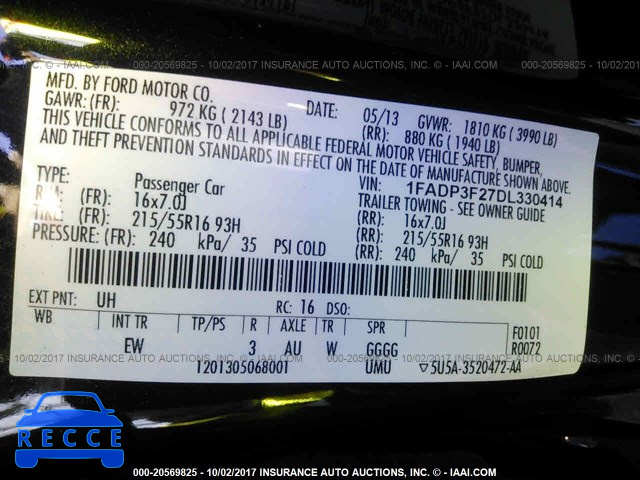 000-20569825 - 10/02/2017 INSURANCE AUTO AUCTIONS, INC. - © - IAAI.COM
MFD. BY FORD MOTOR CO.
DATE: 05/13 GVWR: 1810 KG ( 3990 LB)
GAWR: (FR): 972 KG ( 2143 LB) (RR): 880 KG ( 1940 LB)
THIS VEHICLE CONFORMS TO ALL APPLICABLE FEDERAL MOTOR VEHICLE SAFETY, BUMPER,
AND THEFT PREVENTION STANDARDS IN EFFECT ON THE DATE OF MANUFACTURE SHOWN ABOVE.
VIN: 1FADP3F27DL330414
TYPE: Passenger Car TRAILER TOWING - SEE OWNER GUIDE
RIM: (FR): 16x7.0J (RR): 16x7.0J
TIRE: (FR): 215/55R16 93H (RR): 215/55R16 93H
PRESSURE: (FR): 240 kPa/ 35 PSI COLD (RR): 240 kPa/ 35 PSI COLD
EXT PNT: UH RC: 16 DSO: F0101
WB INT TR TP/PS R AXLE TR SPR R0072
EW 3 AU W GGGG
1201305068001 UMU ▽ 5U5A-3520472-AA
RECCE
000-20569825 - 10/02/2017 INSURANCE AUTO AUCTIONS, INC. - © - IAAI.COM